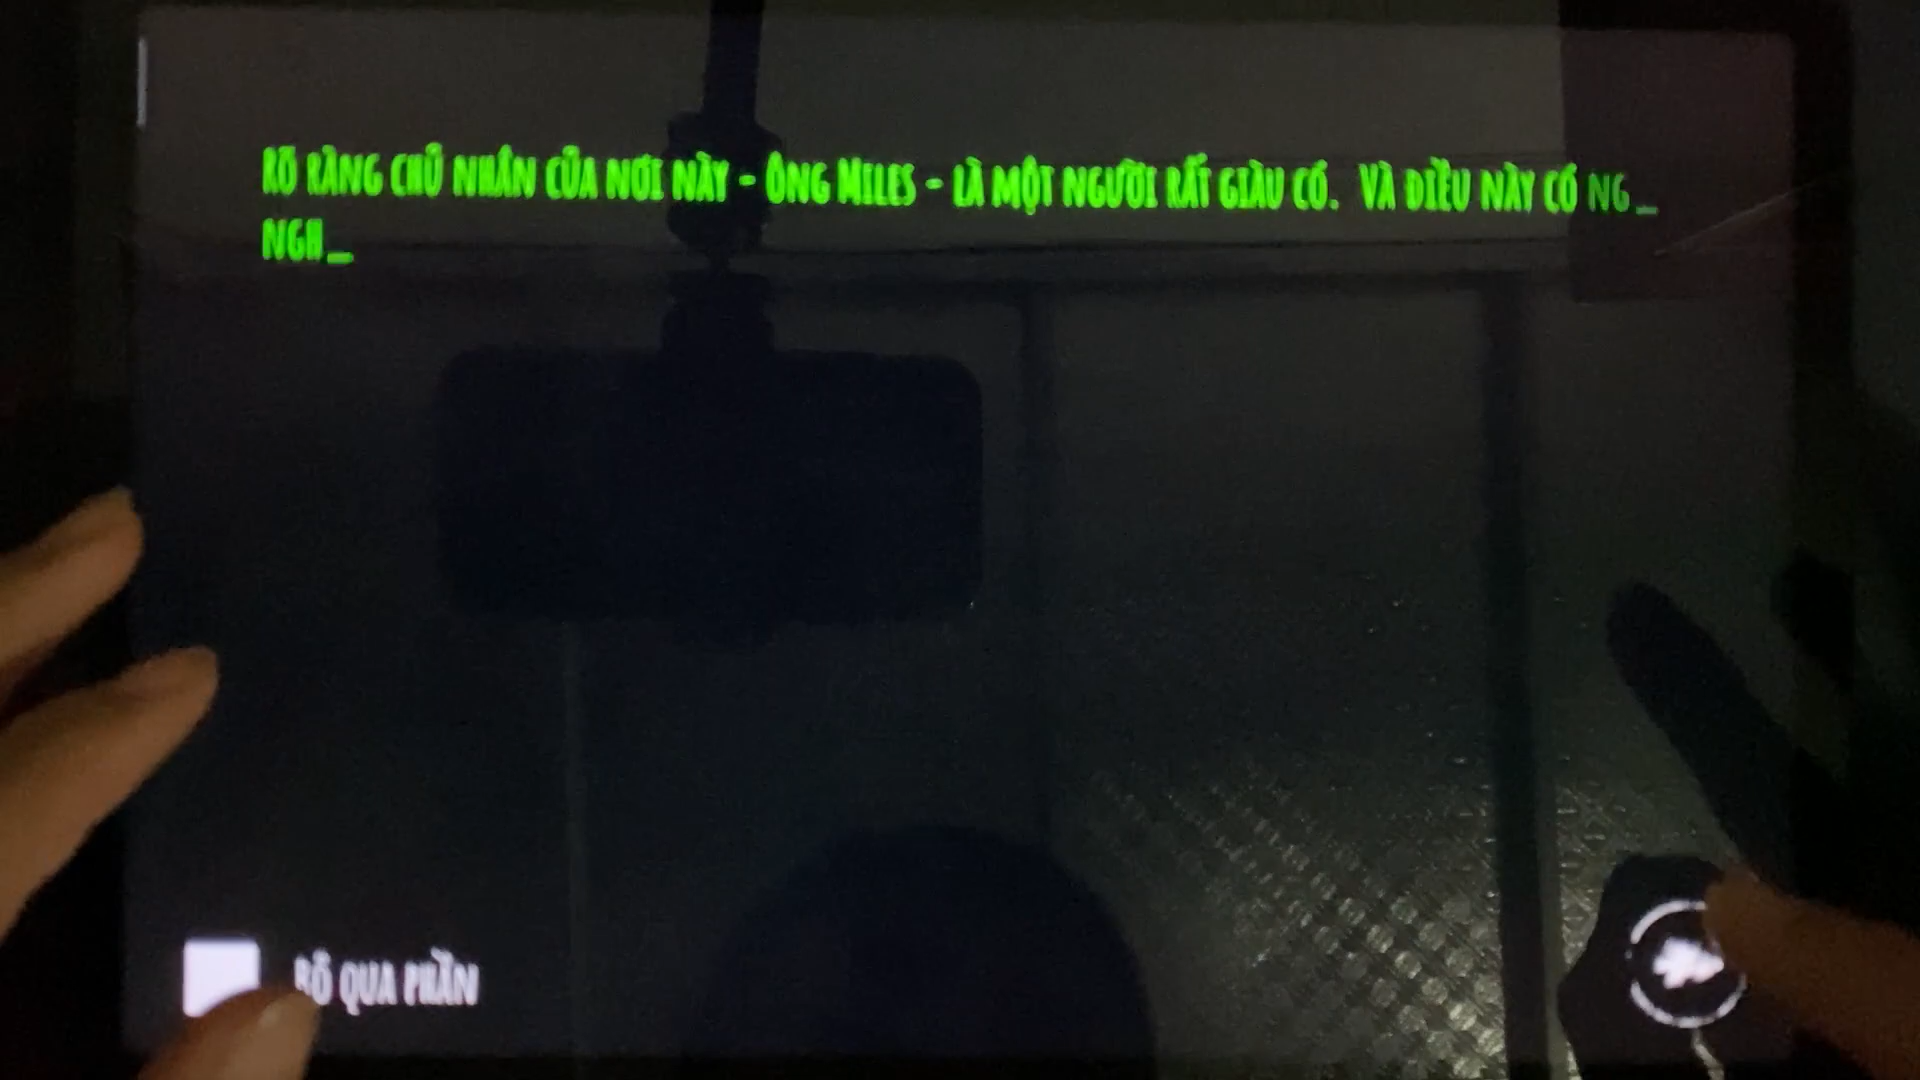 RÕ RÀNG CHỦ NHÂN CỦA NƠI NÀY - ÔNG MILES - LÀ MỘT NGƯỜI RẤT GIÀU CÓ. VÀ ĐIỀU NÀY CÓ NG_
NGH_
BỎ QUA PHẦN